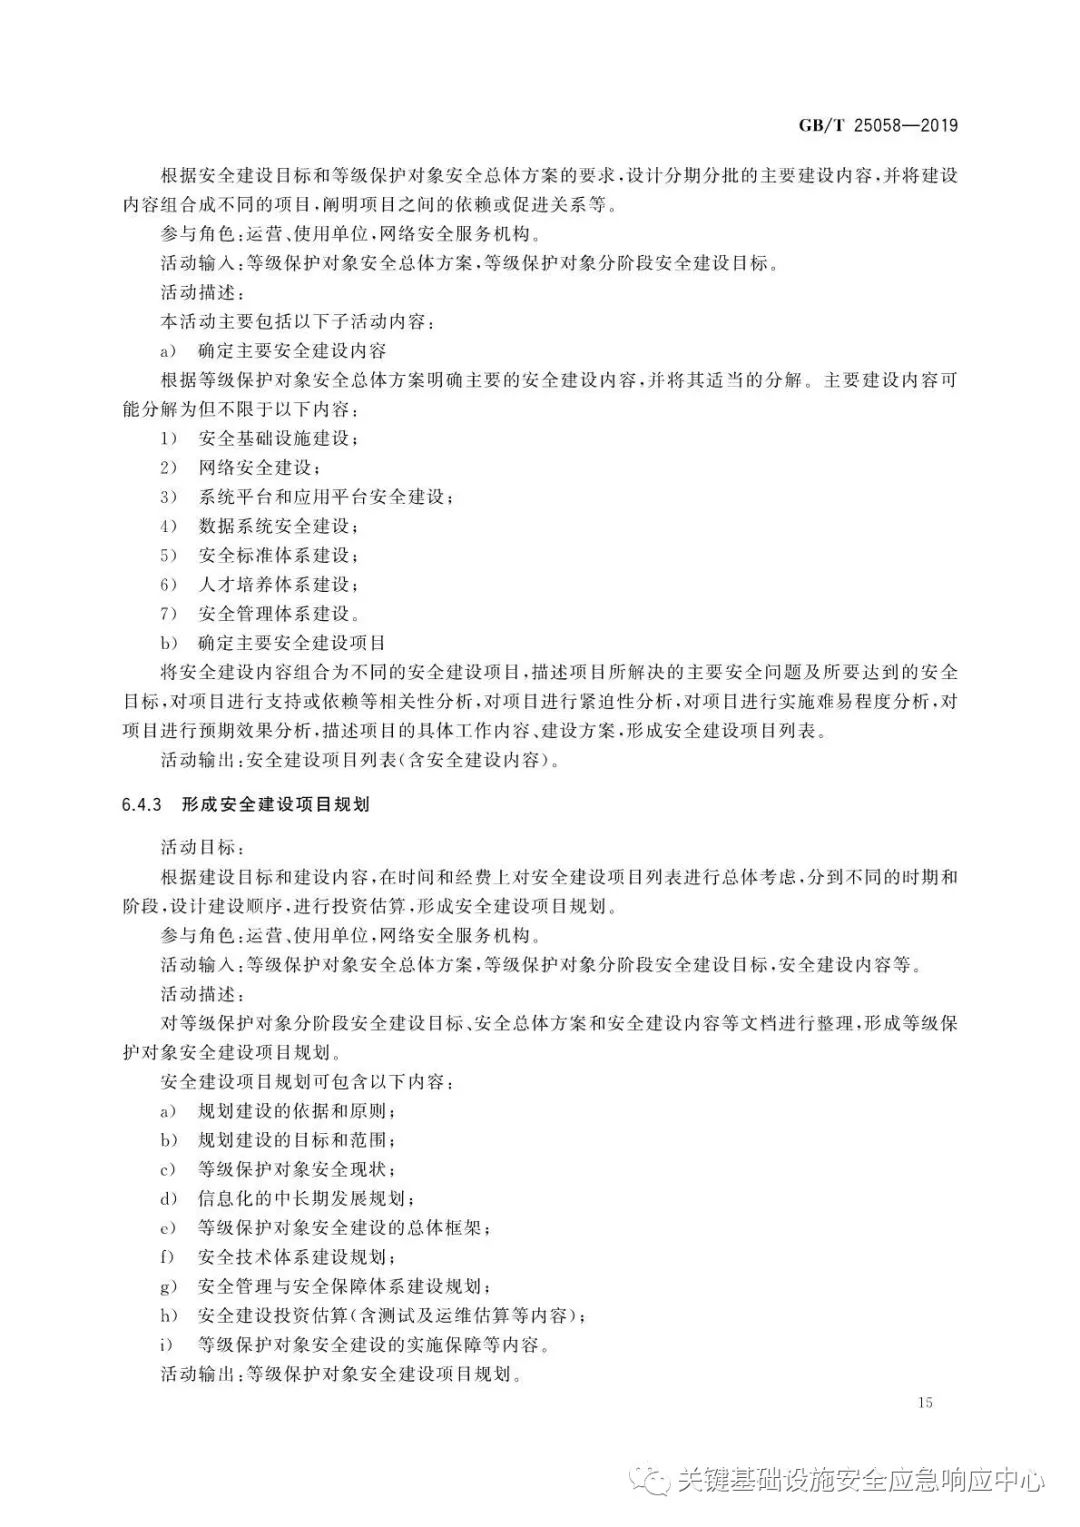 GB/T 25058—2019
根据安全建设目标和等级保护对象安全总体方案的要求,设计分期分批的主要建设内容,并将建设
内容组合成不同的项目,阐明项目之间的依赖或促进关系等。
参与角色:运营、使用单位,网络安全服务机构。
活动输入:等级保护对象安全总体方案,等级保护对象分阶段安全建设目标。
活动描述:
本活动主要包括以下子活动内容:
a) 确定主要安全建设内容
根据等级保护对象安全总体方案明确主要的安全建设内容,并将其适当的分解。主要建设内容可
能分解为但不限于以下内容:
1) 安全基础设施建设;
2) 网络安全建设;
3) 系统平台和应用平台安全建设;
4) 数据系统安全建设;
5) 安全标准体系建设;
6) 人才培养体系建设;
7) 安全管理体系建设。
b) 确定主要安全建设项目
将安全建设内容组合为不同的安全建设项目,描述项目所解决的主要安全问题及所要达到的安全
目标,对项目进行支持或依赖等相关性分析,对项目进行紧迫性分析,对项目进行实施难易程度分析,对
项目进行预期效果分析,描述项目的具体工作内容、建设方案,形成安全建设项目列表。
活动输出:安全建设项目列表(含安全建设内容)。
6.4.3 形成安全建设项目规划
活动目标:
根据建设目标和建设内容,在时间和经费上对安全建设项目列表进行总体考虑,分到不同的时期和
阶段,设计建设顺序,进行投资估算,形成安全建设项目规划。
参与角色:运营、使用单位,网络安全服务机构。
活动输入:等级保护对象安全总体方案,等级保护对象分阶段安全建设目标,安全建设内容等。
活动描述:
对等级保护对象分阶段安全建设目标、安全总体方案和安全建设内容等文档进行整理,形成等级保
护对象安全建设项目规划。
安全建设项目规划可包含以下内容:
a) 规划建设的依据和原则;
b) 规划建设的目标和范围;
c) 等级保护对象安全现状;
d) 信息化的中长期发展规划;
e) 等级保护对象安全建设的总体框架;
f) 安全技术体系建设规划;
g) 安全管理与安全保障体系建设规划;
h) 安全建设投资估算(含测试及运维估算等内容);
i) 等级保护对象安全建设的实施保障等内容。
活动输出:等级保护对象安全建设项目规划。
15
关键基础设施安全应急响应中心